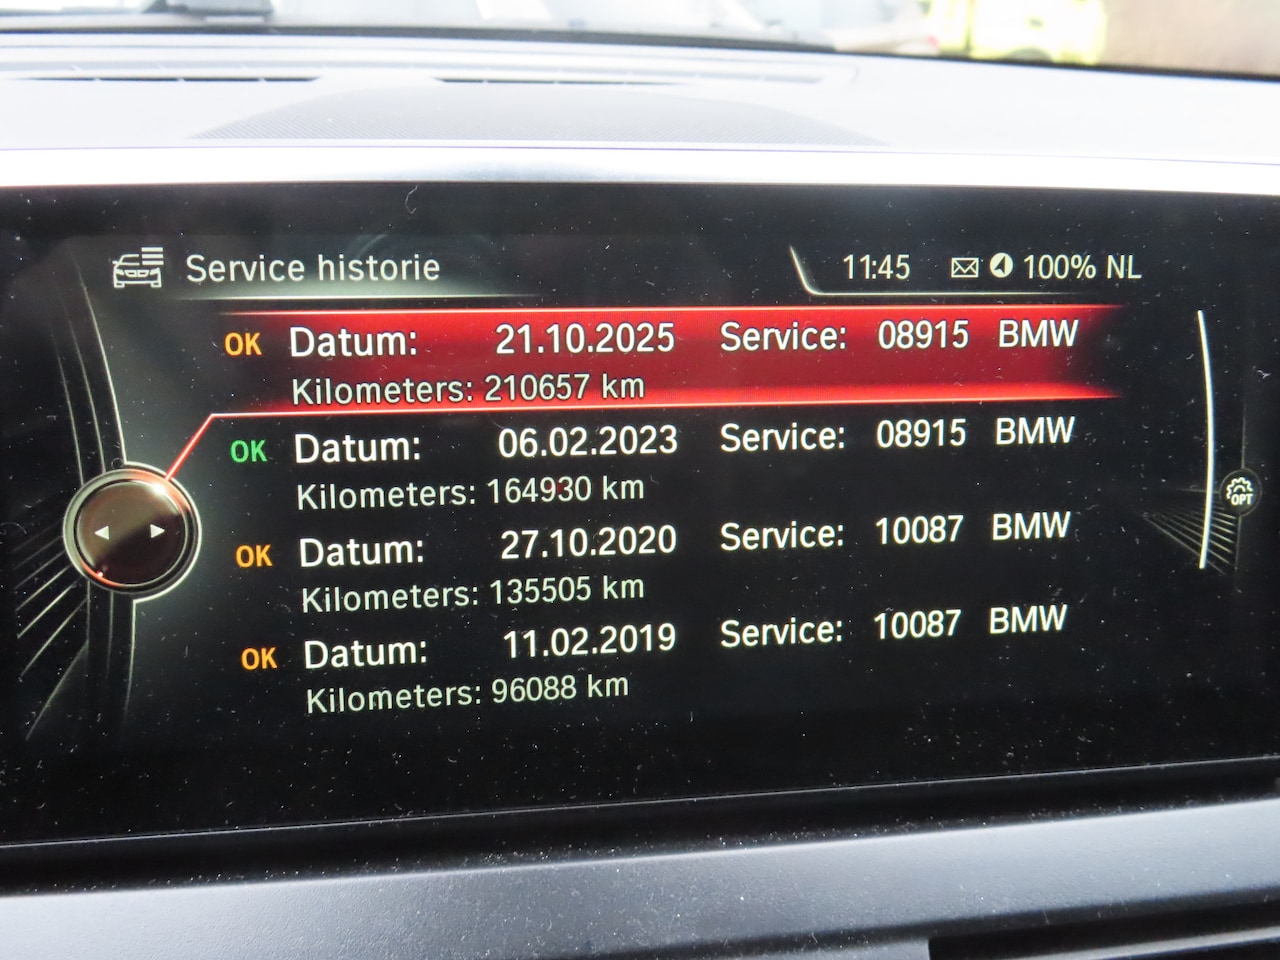 Service historie 11:45 100% NL
OK Datum: 21.10.2025 Service: 08915 BMW
Kilometers: 210657 km
OK Datum: 06.02.2023 Service: 08915 BMW
Kilometers: 164930 km
OK Datum: 27.10.2020 Service: 10087 BMW
Kilometers: 135505 km
OK Datum: 11.02.2019 Service: 10087 BMW
Kilometers: 96088 km
OPT